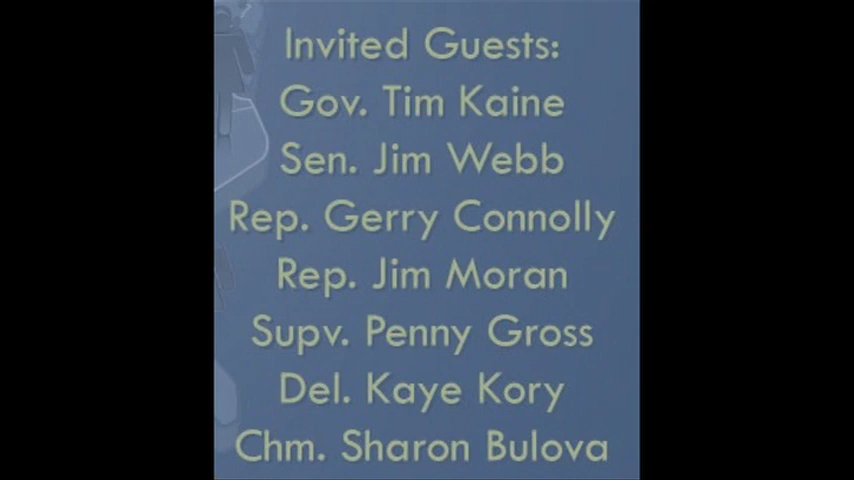 Invited Guests:
Gov. Tim Kaine
Sen. Jim Webb
Rep. Gerry Connolly
Rep. Jim Moran
Supv. Penny Gross
Del. Kaye Kory
Chm. Sharon Bulova